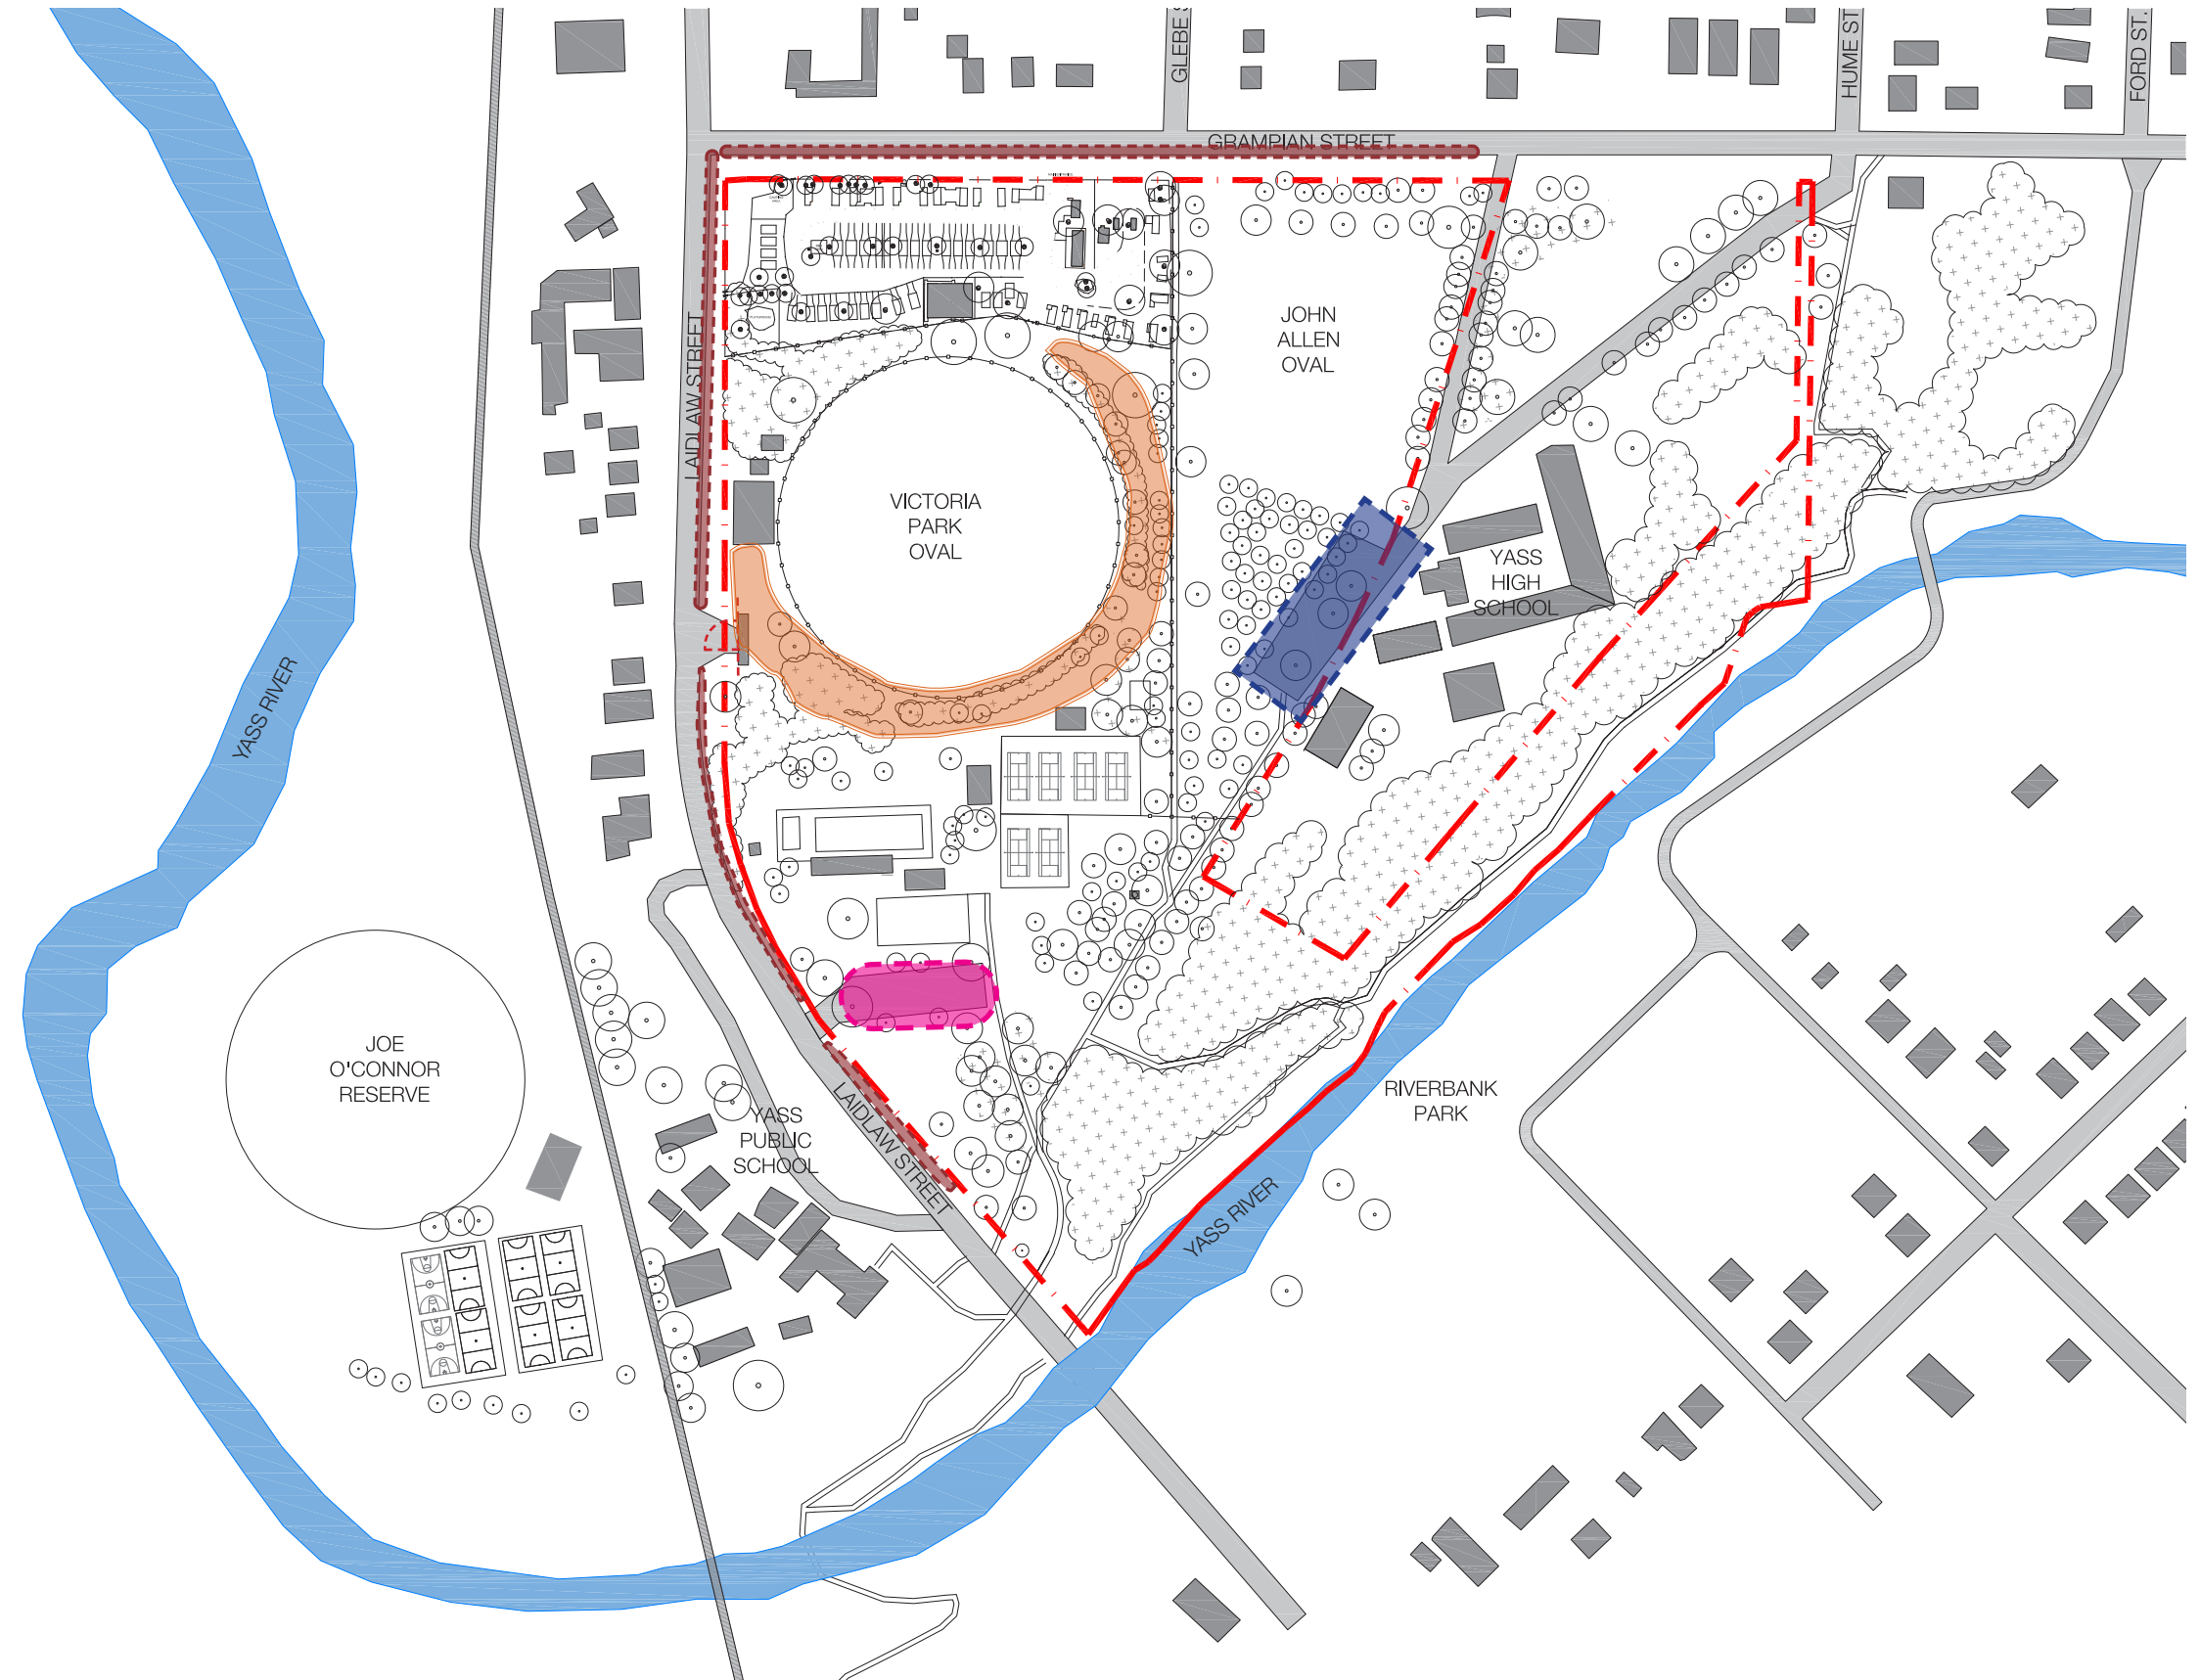 GLEBE S
HUME ST
FORD ST.
GRAMPIAN STREET
LAIDLAW STREET
JOHN
ALLEN
OVAL
VICTORIA
PARK
OVAL
YASS
HIGH
SCHOOL
YASS RIVER
JOE
O'CONNOR
RESERVE
YASS
PUBLIC
SCHOOL
LAIDLAW STREET
RIVERBANK
PARK
YASS RIVER